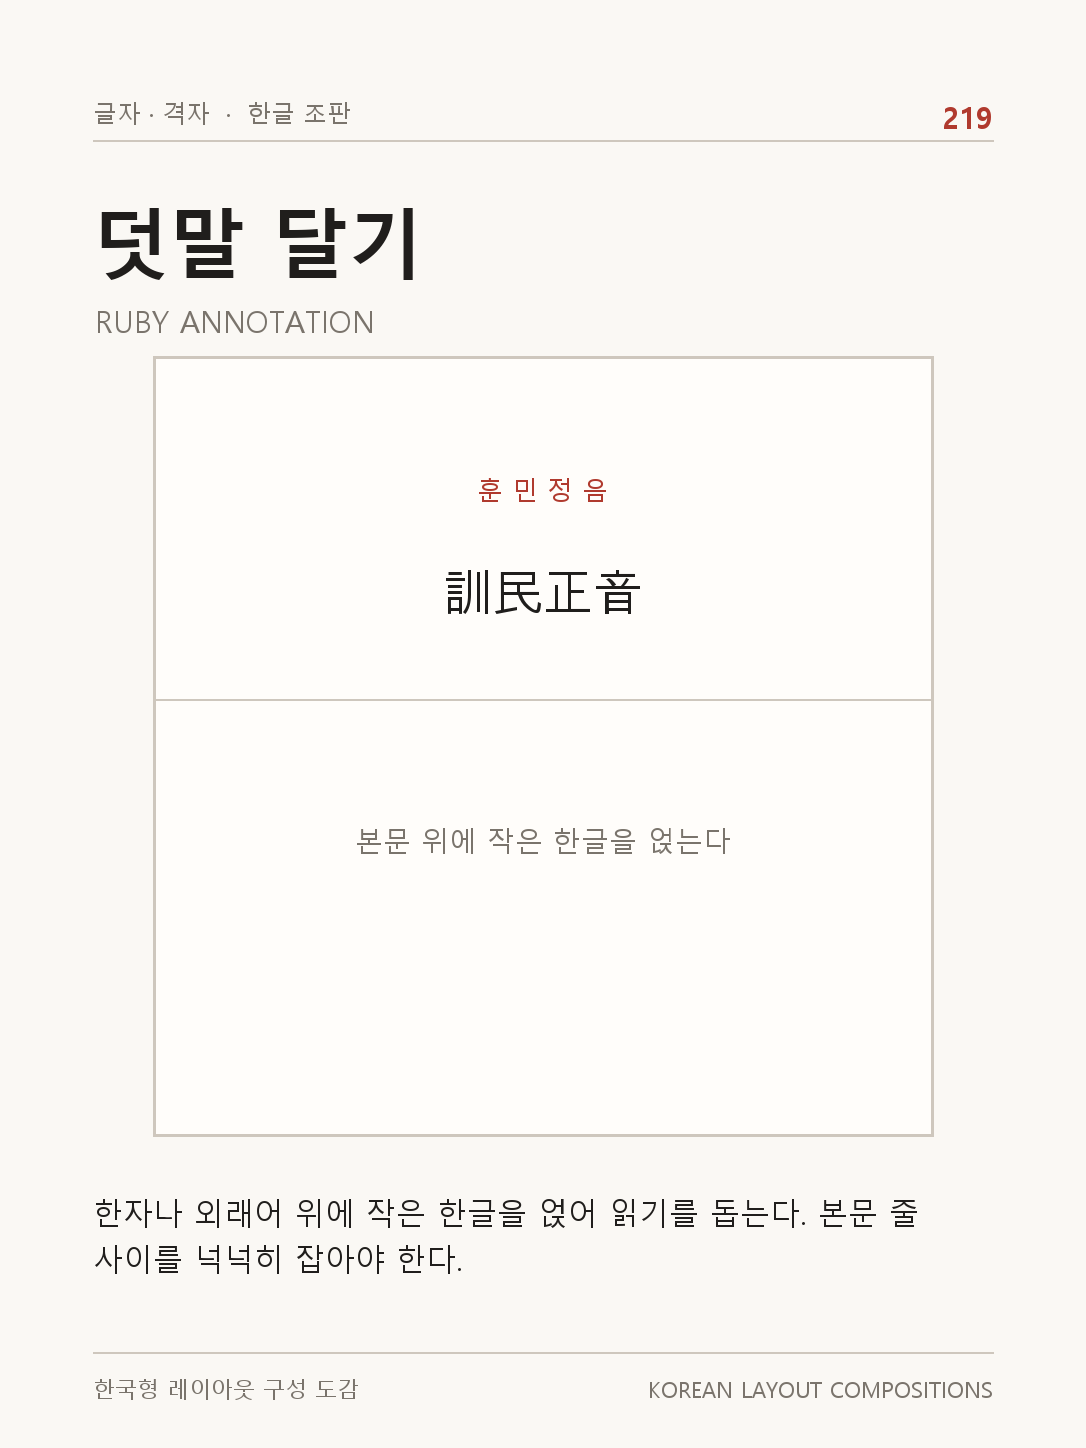 글자 · 격자 · 한글 조판
219
덧말 달기
RUBY ANNOTATION
훈민정음
訓民正音
본문 위에 작은 한글을 얹는다
한자나 외래어 위에 작은 한글을 얹어 읽기를 돕는다. 본문 줄
사이를 넉넉히 잡아야 한다.
한국형 레이아웃 구성 도감
KOREAN LAYOUT COMPOSITIONS